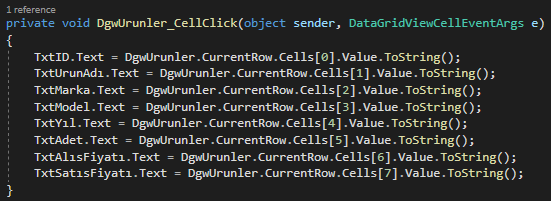 1 reference
private void DgwUrunler_CellClick(object sender, DataGridViewCellEventArgs e)
{
TxtID.Text = DgwUrunler.CurrentRow.Cells[0].Value.ToString();
TxtUrunAdı.Text = DgwUrunler.CurrentRow.Cells[1].Value.ToString();
TxtMarka.Text = DgwUrunler.CurrentRow.Cells[2].Value.ToString();
TxtModel.Text = DgwUrunler.CurrentRow.Cells[3].Value.ToString();
TxtYıl.Text = DgwUrunler.CurrentRow.Cells[4].Value.ToString();
TxtAdet.Text = DgwUrunler.CurrentRow.Cells[5].Value.ToString();
TxtAlısFiyatı.Text = DgwUrunler.CurrentRow.Cells[6].Value.ToString();
TxtSatısFiyatı.Text = DgwUrunler.CurrentRow.Cells[7].Value.ToString();
}